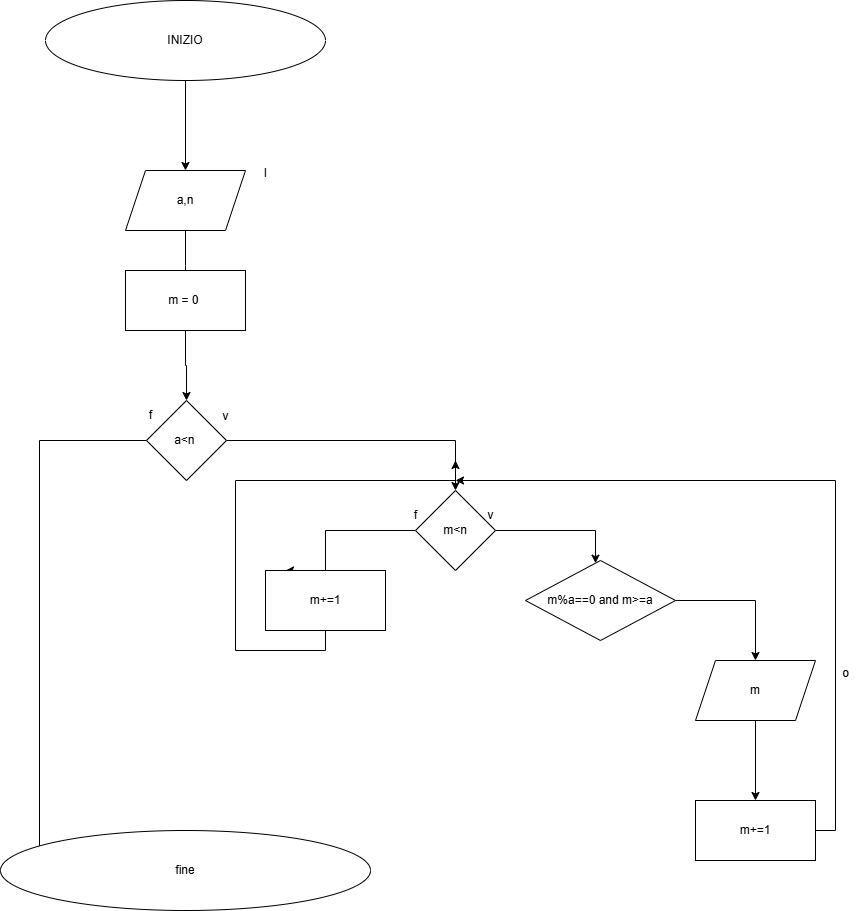 INIZIO
I
a,n
m = 0
f
v
a<n
f
v
m<n
m+=1
m%a==0 and m>=a
o
m
m+=1
fine